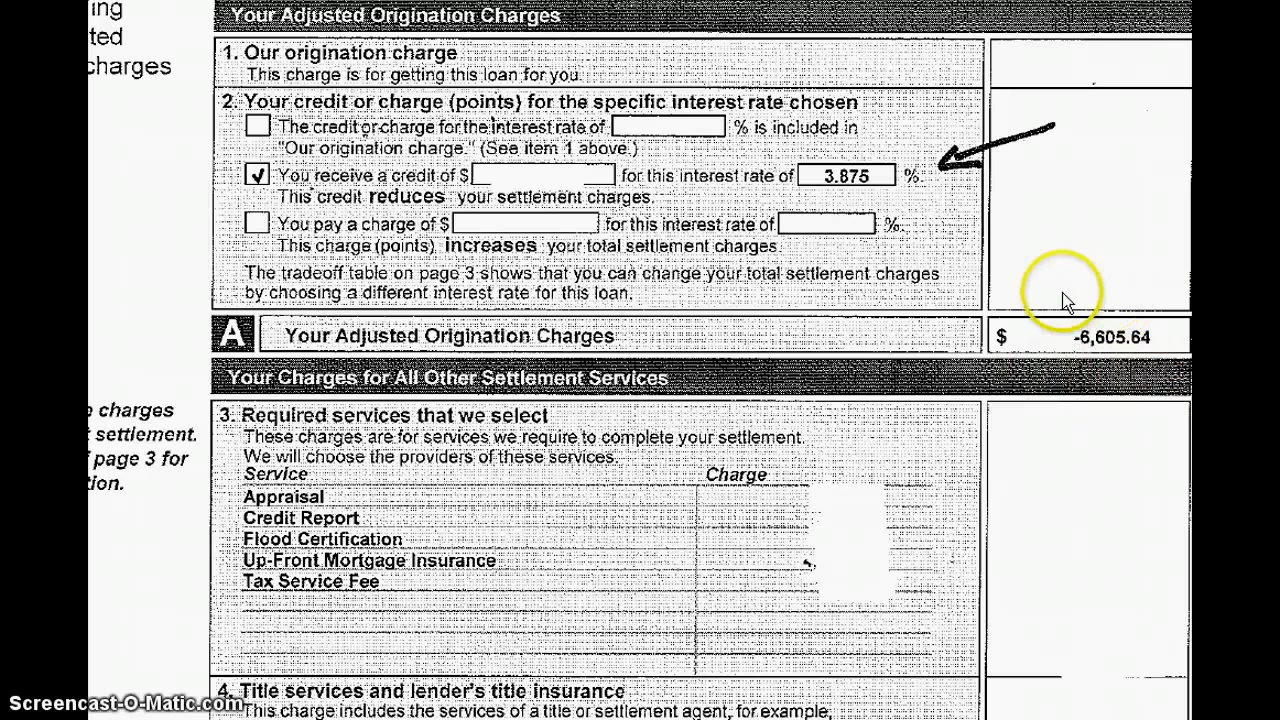 ing
ted
charges
Your Adjusted Origination Charges
1. Our origination charge
This charge is for getting this loan for you.
2. Your credit or charge (points) for the specific interest rate chosen
The credit or charge for the interest rate of % is included in
"Our origination charge." (See item 1 above.)
You receive a credit of $ for this interest rate of 3.875 %.
This credit reduces your settlement charges.
You pay a charge of $ for this interest rate of %.
This charge (points) increases your total settlement charges.
The tradeoff table on page 3 shows that you can change your total settlement charges
by choosing a different interest rate for this loan.
A Your Adjusted Origination Charges $ -6,605.64
Your Charges for All Other Settlement Services
charges
settlement.
page 3 for
tion.
3. Required services that we select
These charges are for services we require to complete your settlement.
We will choose the providers of these services.
Service Charge
Appraisal
Credit Report
Flood Certification
Up-Front Mortgage Insurance
Tax Service Fee
4. Title services and lender's title insurance
This charge includes the services of a title or settlement agent, for example,
Screencast-O-Matic.com